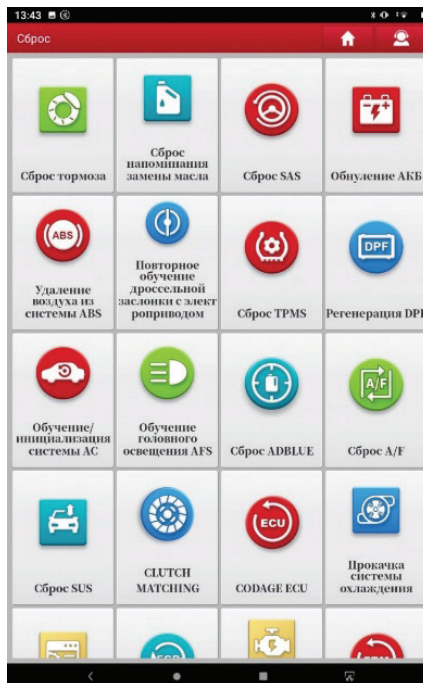 13:43
Сброс
Сброс тормоза
Сброс
напоминания
замены масла
Сброс SAS
Обнуление АКБ
ABS
Удаление
воздуха из
системы ABS
Повторное
обучение
дроссельной
заслонки с элект
роприводом
Сброс TPMS
DPF
Регенерация DPF
Обучение/
инициализация
системы AC
Обучение
головного
освещения AFS
Сброс ADBLUE
A/F
Сброс A/F
Сброс SUS
CLUTCH
MATCHING
ECU
CODAGE ECU
Прокачка
системы
охлаждения